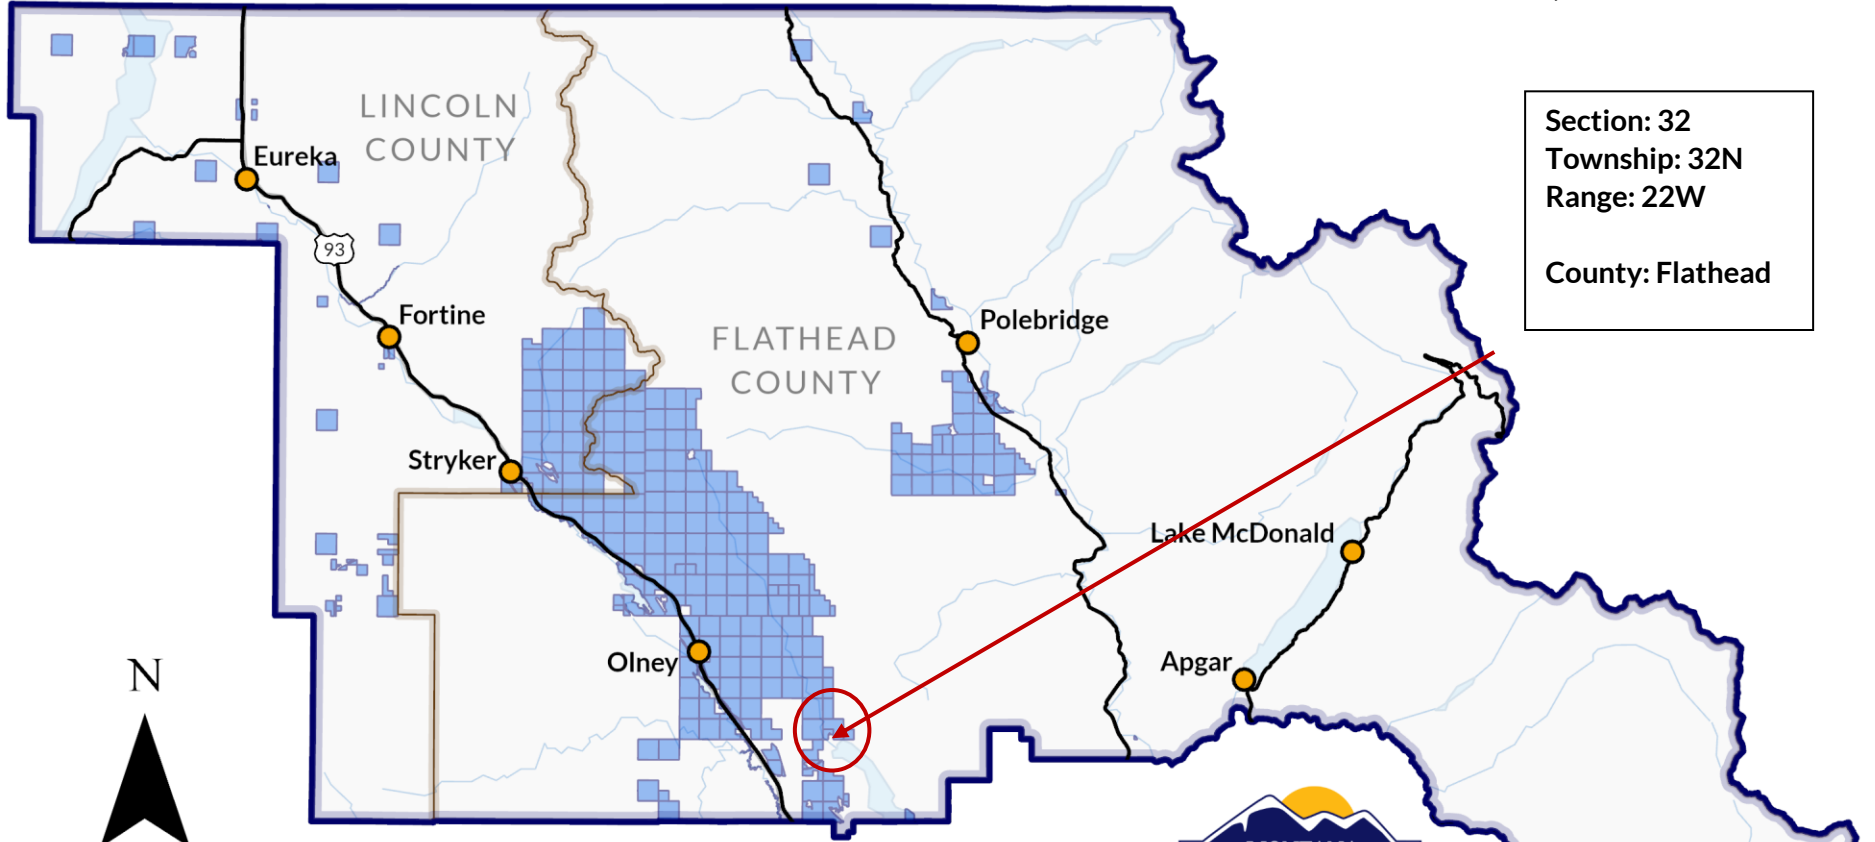 LINCOLN
COUNTY
Eureka
93
Fortine
FLATHEAD
COUNTY
Polebridge
Stryker
Lake McDonald
Olney
Apgar
N
Section: 32
Township: 32N
Range: 22W
County: Flathead